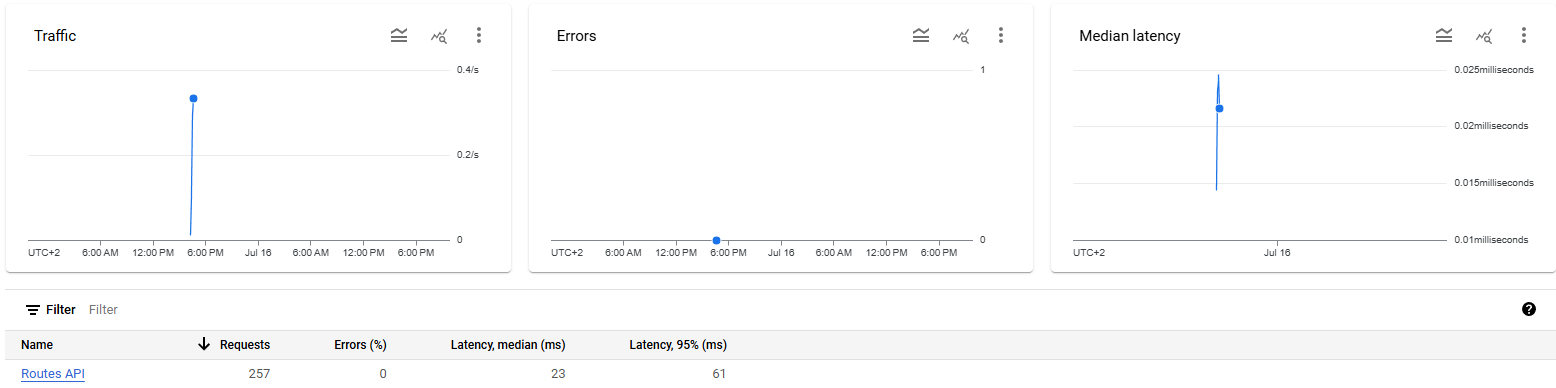 Traffic
0.4/s
0.2/s
0
UTC+2 6:00 AM 12:00 PM 6:00 PM Jul 16 6:00 AM 12:00 PM 6:00 PM
Errors
1
0
UTC+2 6:00 AM 12:00 PM 6:00 PM Jul 16 6:00 AM 12:00 PM 6:00 PM
Median latency
0.025milliseconds
0.02milliseconds
0.015milliseconds
0.01milliseconds
UTC+2 Jul 16
Filter Filter
Name Requests Errors (%) Latency, median (ms) Latency, 95% (ms)
Routes API 257 0 23 61